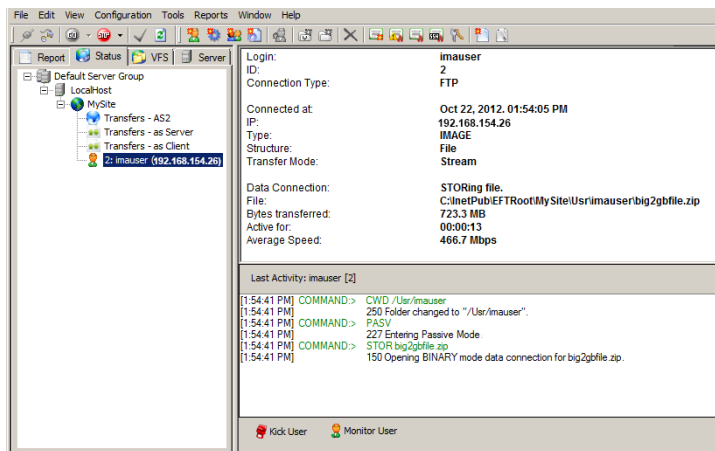 File Edit View Configuration Tools Reports Window Help
Report Status VFS Server
Default Server Group
LocalHost
MySite
Transfers - AS2
Transfers - as Server
Transfers - as Client
2: imauser (192.168.154.26)
Login: imauser
ID: 2
Connection Type: FTP
Connected at: Oct 22, 2012. 01:54:05 PM
IP: 192.168.154.26
Type: IMAGE
Structure: File
Transfer Mode: Stream
Data Connection: STORing file.
File: C:\InetPub\EFTRoot\MySite\Usr\imauser\big2gbfile.zip
Bytes transferred: 723.3 MB
Active for: 00:00:13
Average Speed: 466.7 Mbps
Last Activity: imauser [2]
[1:54:41 PM] COMMAND:> CWD /Usr/imauser
[1:54:41 PM] 250 Folder changed to "/Usr/imauser".
[1:54:41 PM] COMMAND:> PASV
[1:54:41 PM] 227 Entering Passive Mode
[1:54:41 PM] COMMAND:> STOR big2gbfile.zip
[1:54:41 PM] 150 Opening BINARY mode data connection for big2gbfile.zip.
Kick User Monitor User